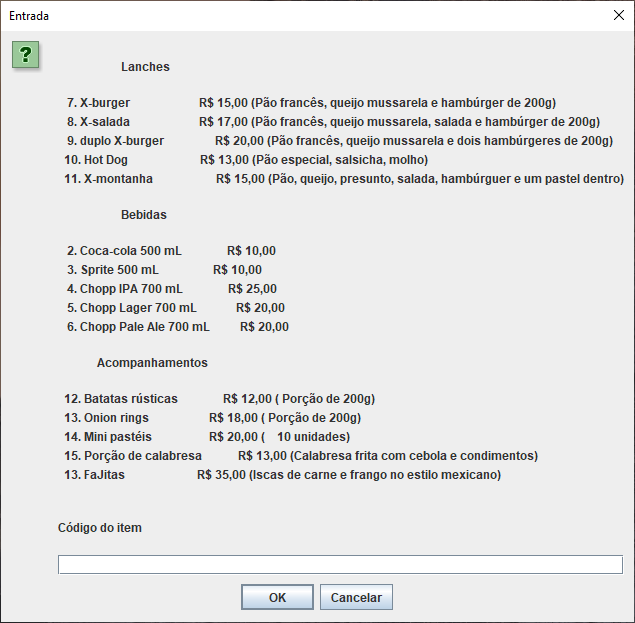 Entrada
?
Lanches
7. X-burger R$ 15,00 (Pão francês, queijo mussarela e hambúrger de 200g)
8. X-salada R$ 17,00 (Pão francês, queijo mussarela, salada e hambúrger de 200g)
9. duplo X-burger R$ 20,00 (Pão francês, queijo mussarela e dois hambúrgeres de 200g)
10. Hot Dog R$ 13,00 (Pão especial, salsicha, molho)
11. X-montanha R$ 15,00 (Pão, queijo, presunto, salada, hambúrguer e um pastel dentro)
Bebidas
2. Coca-cola 500 mL R$ 10,00
3. Sprite 500 mL R$ 10,00
4. Chopp IPA 700 mL R$ 25,00
5. Chopp Lager 700 mL R$ 20,00
6. Chopp Pale Ale 700 mL R$ 20,00
Acompanhamentos
12. Batatas rústicas R$ 12,00 ( Porção de 200g)
13. Onion rings R$ 18,00 ( Porção de 200g)
14. Mini pastéis R$ 20,00 ( 10 unidades)
15. Porção de calabresa R$ 13,00 (Calabresa frita com cebola e condimentos)
13. FaJitas R$ 35,00 (Iscas de carne e frango no estilo mexicano)
Código do item
OK Cancelar